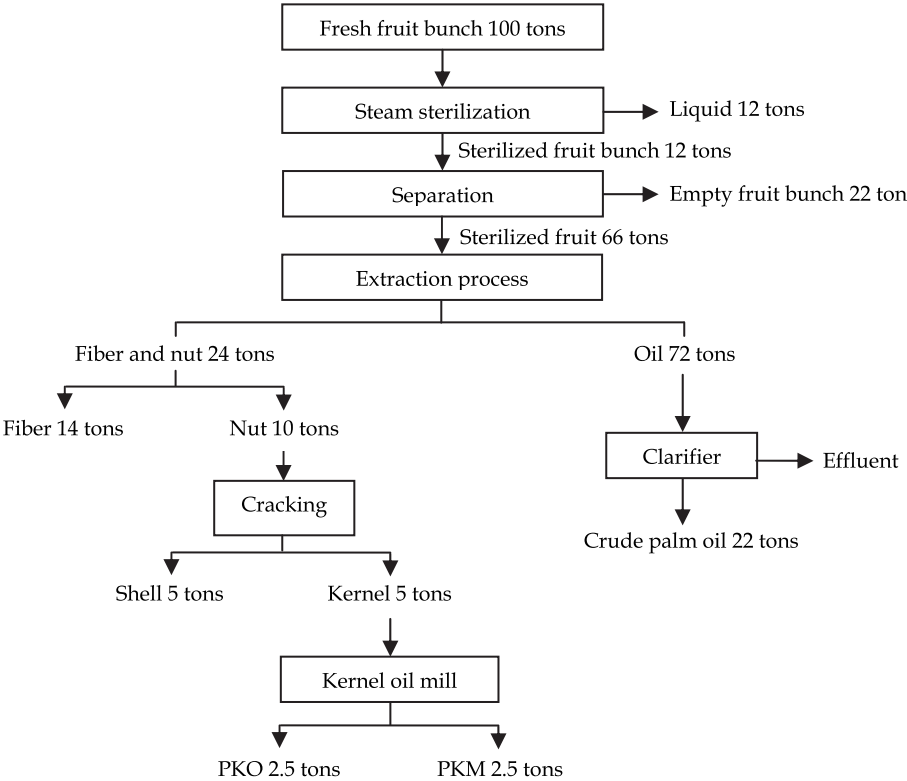 Fresh fruit bunch 100 tons
Steam sterilization
Liquid 12 tons
Sterilized fruit bunch 12 tons
Separation
Empty fruit bunch 22 ton
Sterilized fruit 66 tons
Extraction process
Fiber and nut 24 tons
Oil 72 tons
Fiber 14 tons
Nut 10 tons
Clarifier
Effluent
Cracking
Crude palm oil 22 tons
Shell 5 tons
Kernel 5 tons
Kernel oil mill
PKO 2.5 tons
PKM 2.5 tons